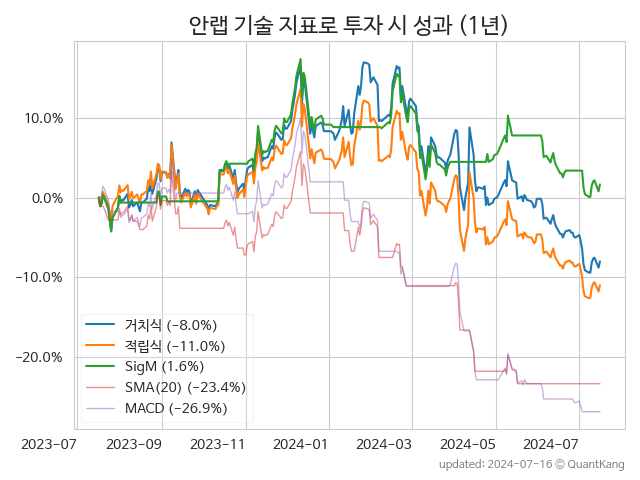 안랩 기술 지표로 투자 시 성과 (1년)
10.0%
0.0%
−10.0%
−20.0%
거치식 (−8.0%)
적립식 (−11.0%)
SigM (1.6%)
SMA(20) (−23.4%)
MACD (−26.9%)
2023−07 2023−09 2023−11 2024−01 2024−03 2024−05 2024−07
updated: 2024−07−16 © QuantKang